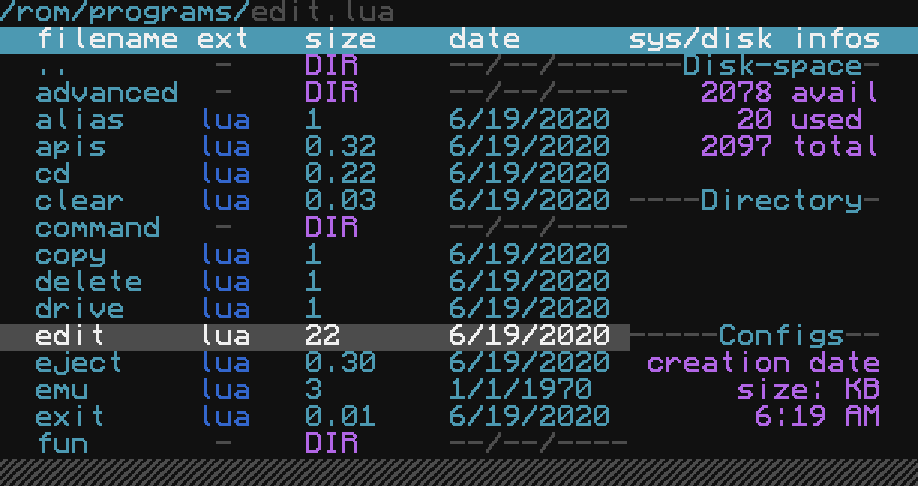 /rom/programs/edit.lua
filename ext size date sys/disk infos
.. - DIR --/--/-------Disk-space-
advanced - DIR --/--/---- 2078 avail
alias lua 1 6/19/2020 20 used
apis lua 0.32 6/19/2020 2097 total
cd lua 0.22 6/19/2020
clear lua 0.03 6/19/2020 ----Directory-
command - DIR --/--/----
copy lua 1 6/19/2020
delete lua 1 6/19/2020
drive lua 1 6/19/2020
edit lua 22 6/19/2020 -----Configs--
eject lua 0.30 6/19/2020 creation date
emu lua 3 1/1/1970 size: KB
exit lua 0.01 6/19/2020 6:19 AM
fun - DIR --/--/----